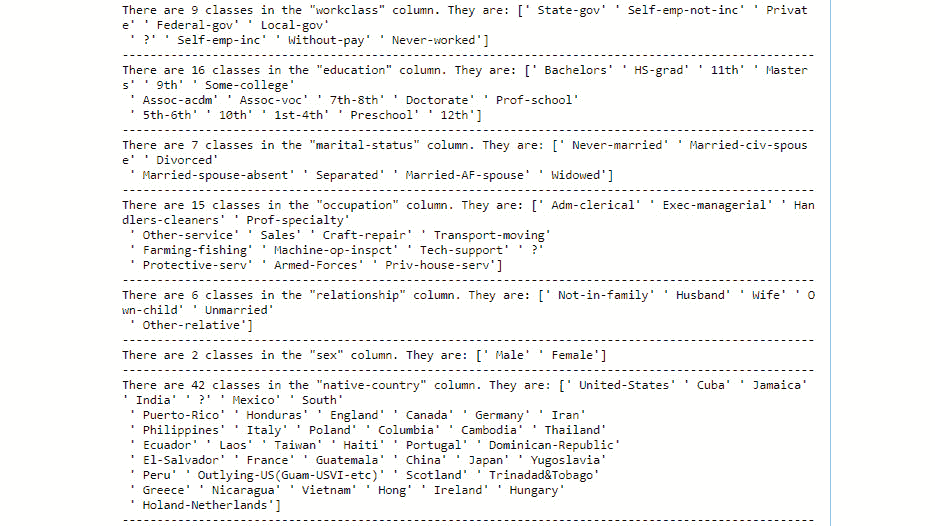 There are 9 classes in the "workclass" column. They are: [' State-gov' ' Self-emp-not-inc' ' Privat
e' ' Federal-gov' ' Local-gov'
 ' ?' ' Self-emp-inc' ' Without-pay' ' Never-worked']
----------------------------------------------------------------------------------------------------
There are 16 classes in the "education" column. They are: [' Bachelors' ' HS-grad' ' 11th' ' Master
s' ' 9th' ' Some-college'
 ' Assoc-acdm' ' Assoc-voc' ' 7th-8th' ' Doctorate' ' Prof-school'
 ' 5th-6th' ' 10th' ' 1st-4th' ' Preschool' ' 12th']
----------------------------------------------------------------------------------------------------
There are 7 classes in the "marital-status" column. They are: [' Never-married' ' Married-civ-spous
e' ' Divorced'
 ' Married-spouse-absent' ' Separated' ' Married-AF-spouse' ' Widowed']
----------------------------------------------------------------------------------------------------
There are 15 classes in the "occupation" column. They are: [' Adm-clerical' ' Exec-managerial' ' Han
dlers-cleaners' ' Prof-specialty'
 ' Other-service' ' Sales' ' Craft-repair' ' Transport-moving'
 ' Farming-fishing' ' Machine-op-inspct' ' Tech-support' ' ?'
 ' Protective-serv' ' Armed-Forces' ' Priv-house-serv']
----------------------------------------------------------------------------------------------------
There are 6 classes in the "relationship" column. They are: [' Not-in-family' ' Husband' ' Wife' ' O
wn-child' ' Unmarried'
 ' Other-relative']
----------------------------------------------------------------------------------------------------
There are 2 classes in the "sex" column. They are: [' Male' ' Female']
----------------------------------------------------------------------------------------------------
There are 42 classes in the "native-country" column. They are: [' United-States' ' Cuba' ' Jamaica'
' India' ' ?' ' Mexico' ' South'
 ' Puerto-Rico' ' Honduras' ' England' ' Canada' ' Germany' ' Iran'
 ' Philippines' ' Italy' ' Poland' ' Columbia' ' Cambodia' ' Thailand'
 ' Ecuador' ' Laos' ' Taiwan' ' Haiti' ' Portugal' ' Dominican-Republic'
 ' El-Salvador' ' France' ' Guatemala' ' China' ' Japan' ' Yugoslavia'
 ' Peru' ' Outlying-US(Guam-USVI-etc)' ' Scotland' ' Trinadad&Tobago'
 ' Greece' ' Nicaragua' ' Vietnam' ' Hong' ' Ireland' ' Hungary'
 ' Holand-Netherlands']
----------------------------------------------------------------------------------------------------